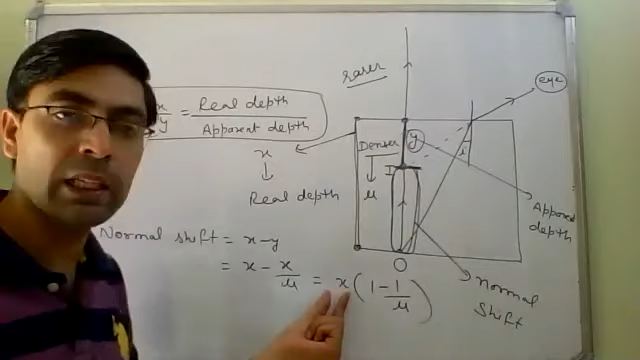 rarer
eye
x/y = Real depth / Apparent depth
Denser
y
i
I
x
μ
Real depth
Apparent depth
Normal shift = x - y
O
= x - x/μ = x(1 - 1/μ)
Normal shift